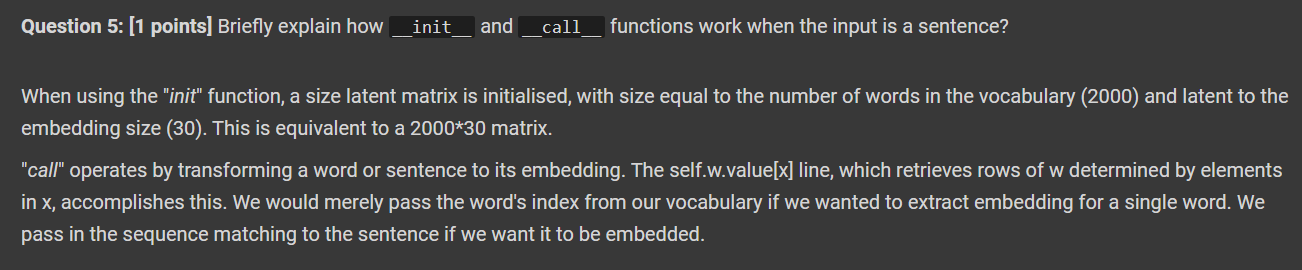 Question 5: [1 points] Briefly explain how __init__ and __call__ functions work when the input is a sentence?
When using the "init" function, a size latent matrix is initialised, with size equal to the number of words in the vocabulary (2000) and latent to the
embedding size (30). This is equivalent to a 2000*30 matrix.
"call" operates by transforming a word or sentence to its embedding. The self.w.value[x] line, which retrieves rows of w determined by elements
in x, accomplishes this. We would merely pass the word's index from our vocabulary if we wanted to extract embedding for a single word. We
pass in the sequence matching to the sentence if we want it to be embedded.